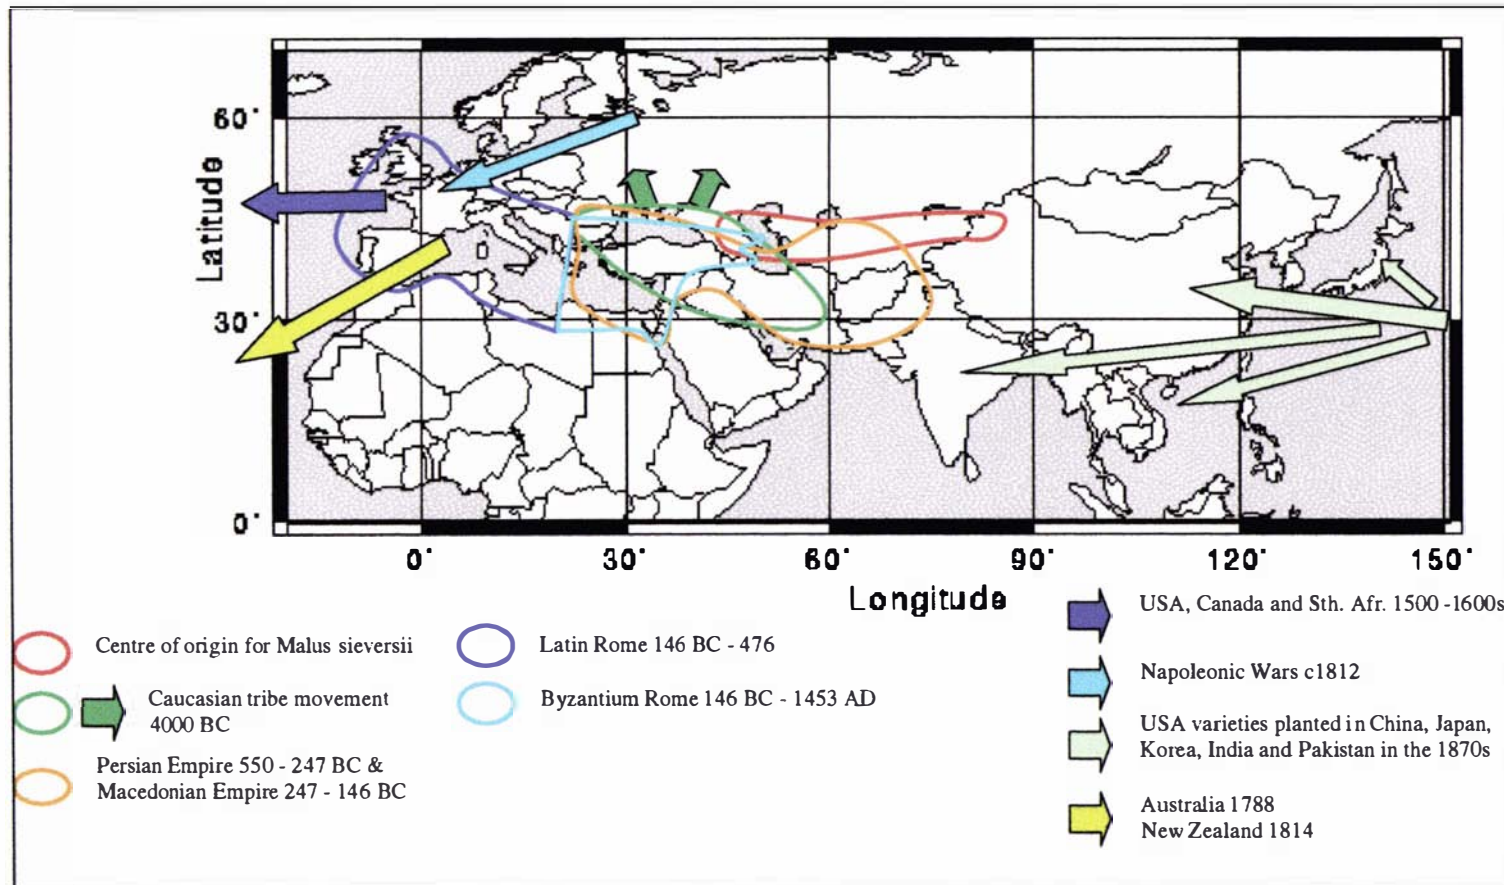 60°
30°
0°
Latitude
0°
30°
60°
90°
120°
150°
Longitude
Centre of origin for Malus sieversii
Caucasian tribe movement
4000 BC
Persian Empire 550 - 247 BC &
Macedonian Empire 247 - 146 BC
Latin Rome 146 BC - 476
Byzantium Rome 146 BC - 1453 AD
USA, Canada and Sth. Afr. 1500 -1600s
Napoleonic Wars c1812
USA varieties planted in China, Japan,
Korea, India and Pakistan in the 1870s
Australia 1788
New Zealand 1814